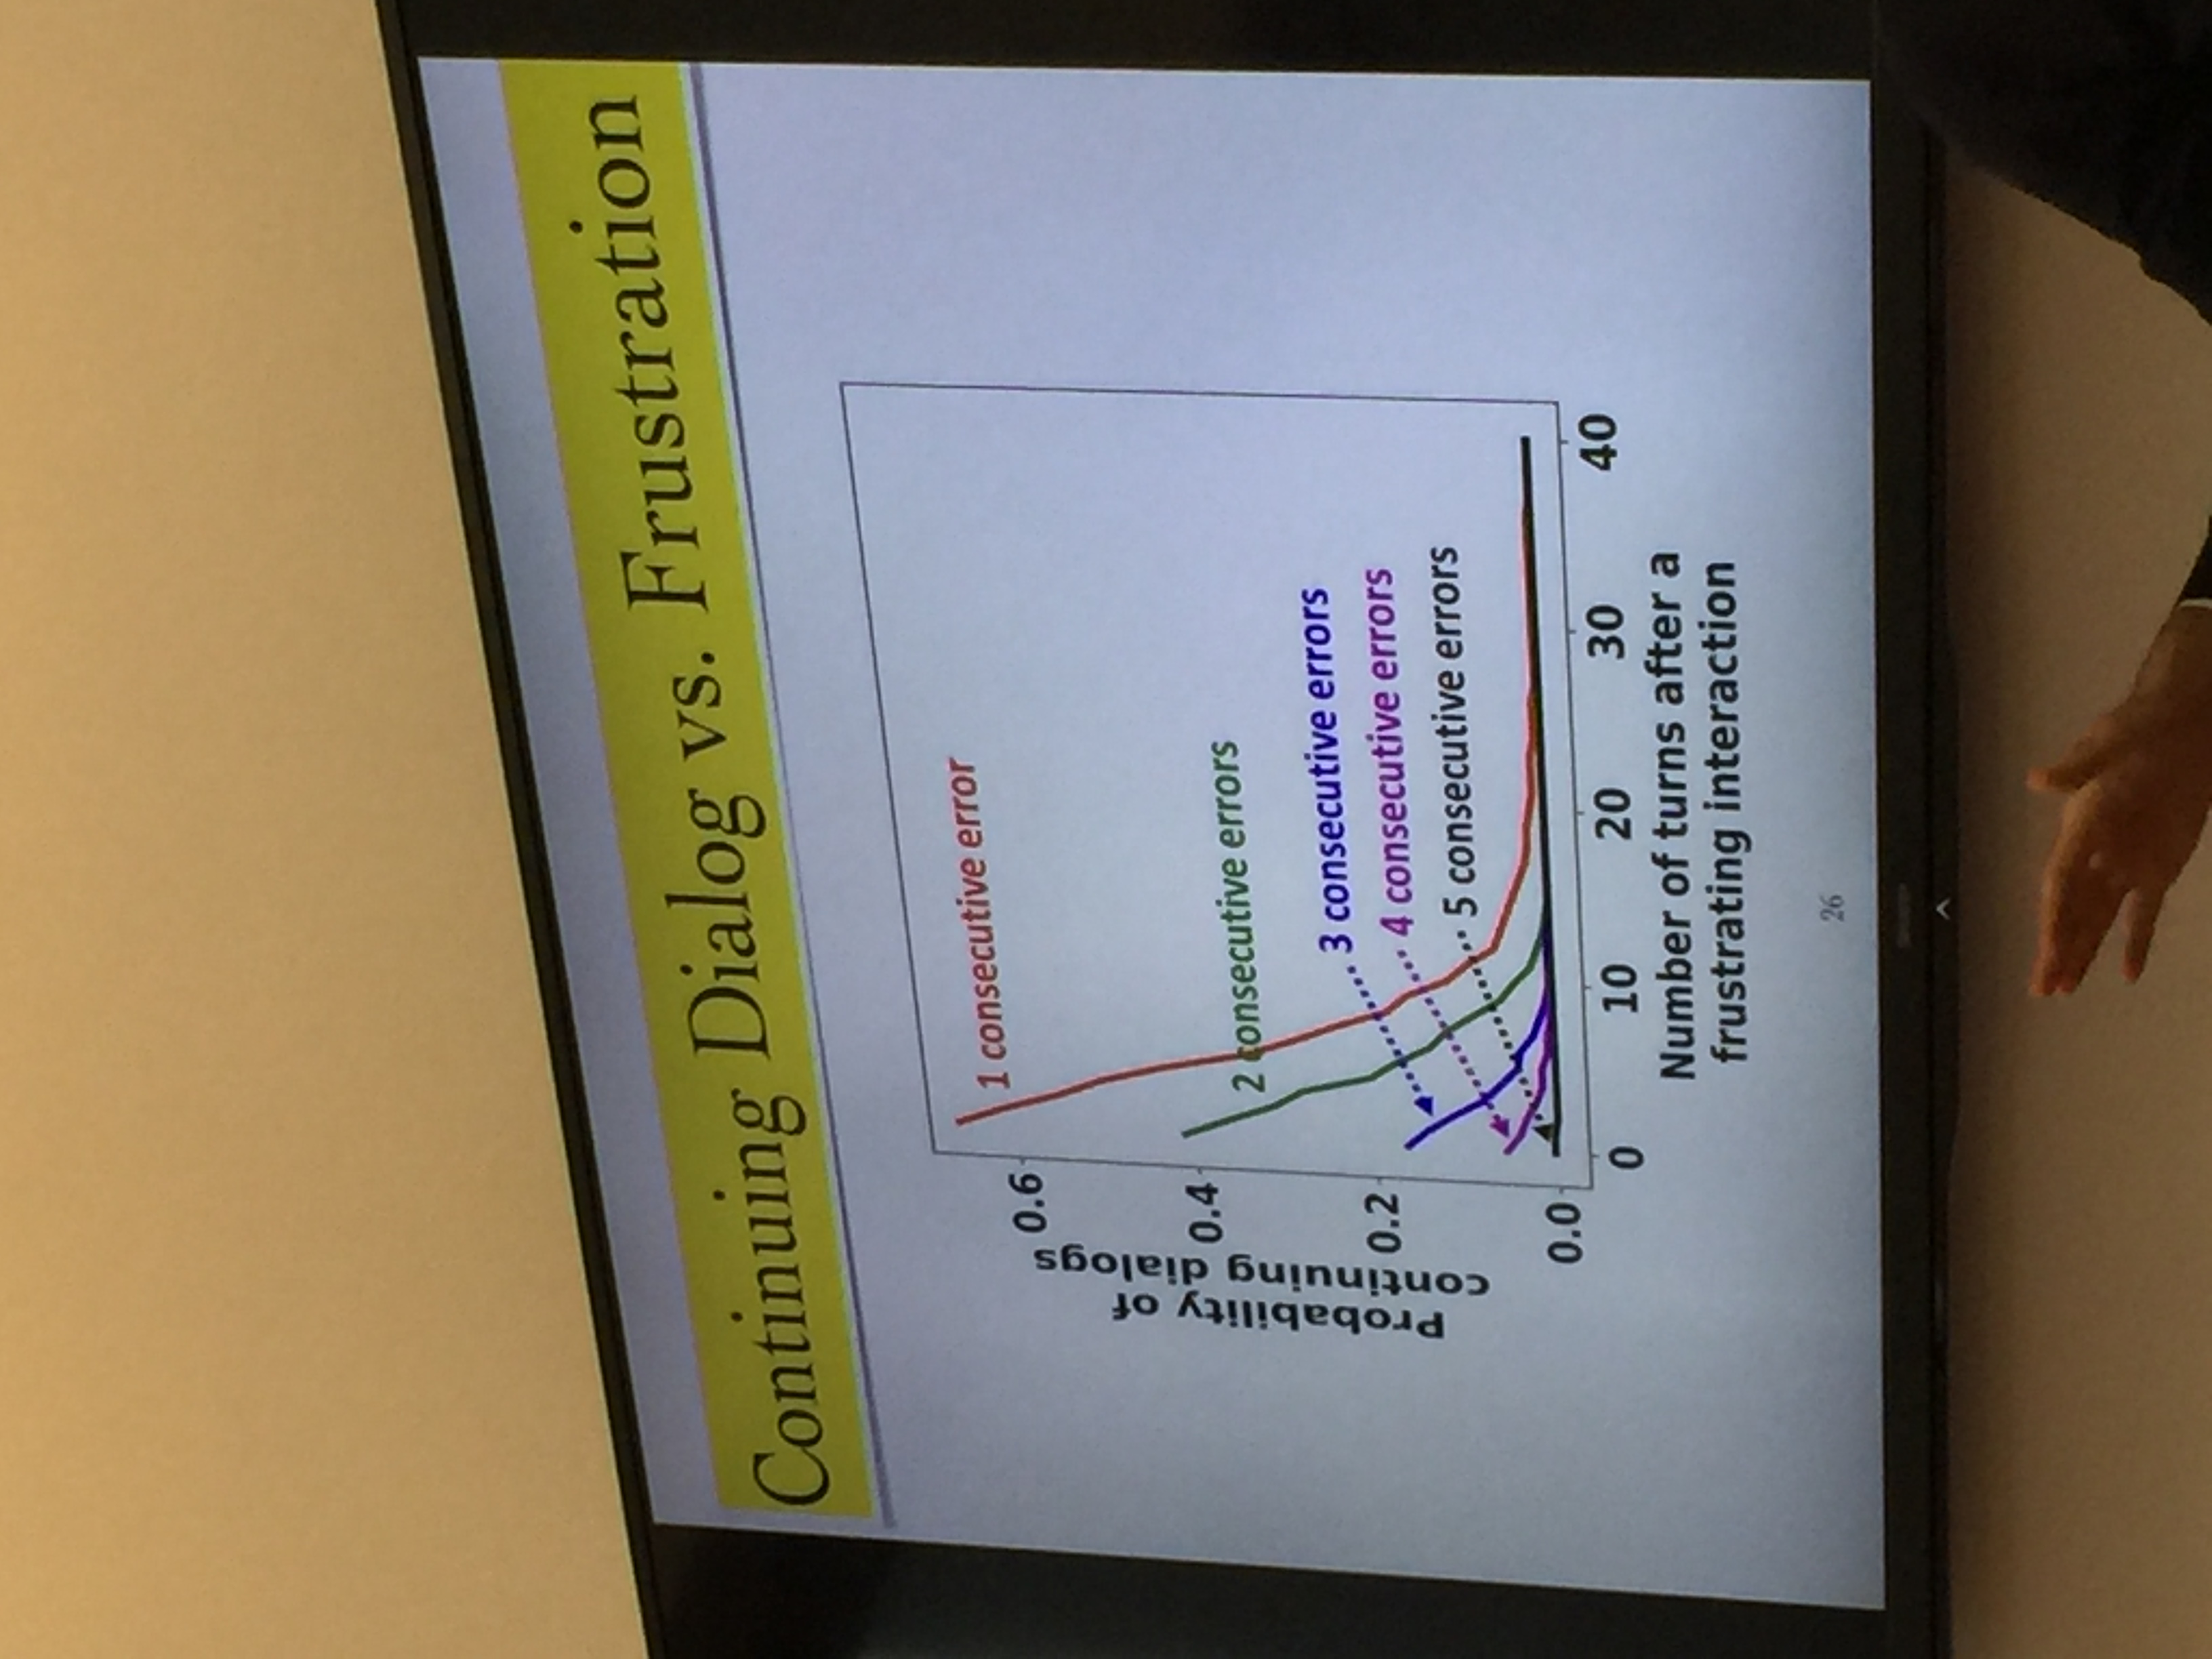 Continuing Dialog vs. Frustration
1 consecutive error
0.6
Probability of
continuing dialogs
0.4
2 consecutive errors
3 consecutive errors
4 consecutive errors
0.2
5 consecutive errors
0.0
0 10 20 30 40
Number of turns after a
frustrating interaction
26